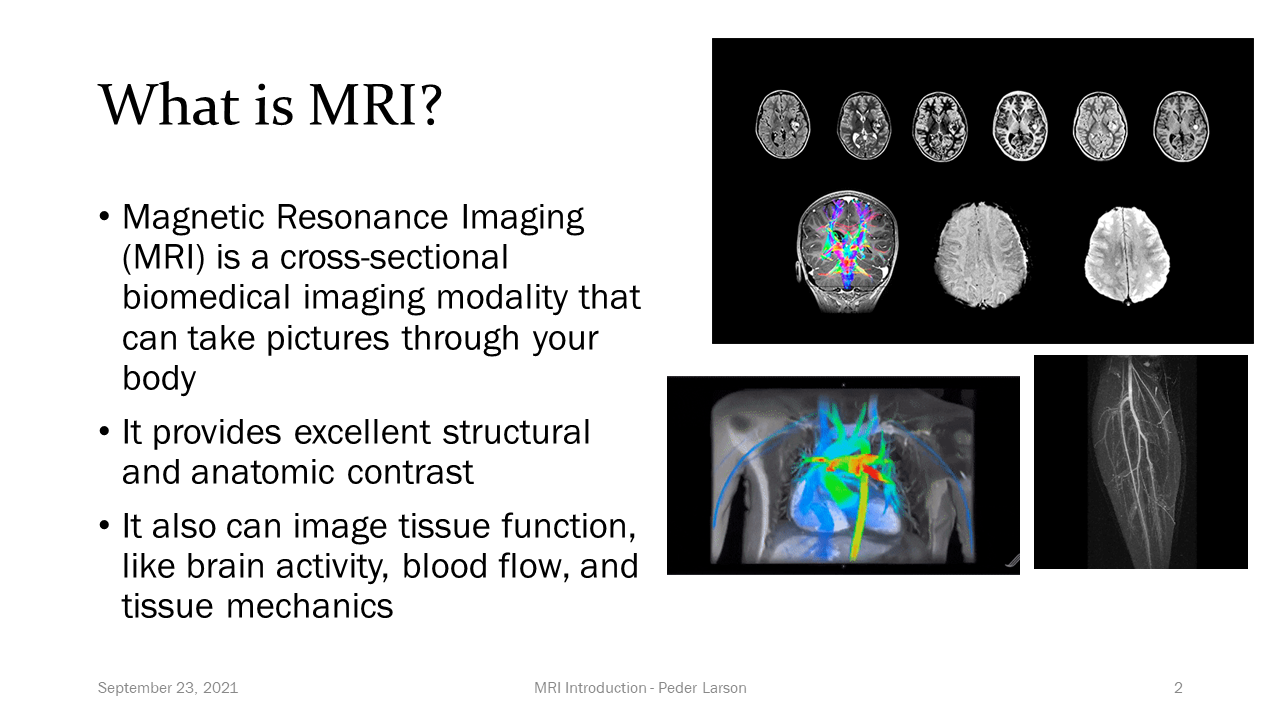 What is MRI?
• Magnetic Resonance Imaging
(MRI) is a cross-sectional
biomedical imaging modality that
can take pictures through your
body
• It provides excellent structural
and anatomic contrast
• It also can image tissue function,
like brain activity, blood flow, and
tissue mechanics
September 23, 2021
MRI Introduction - Peder Larson
2